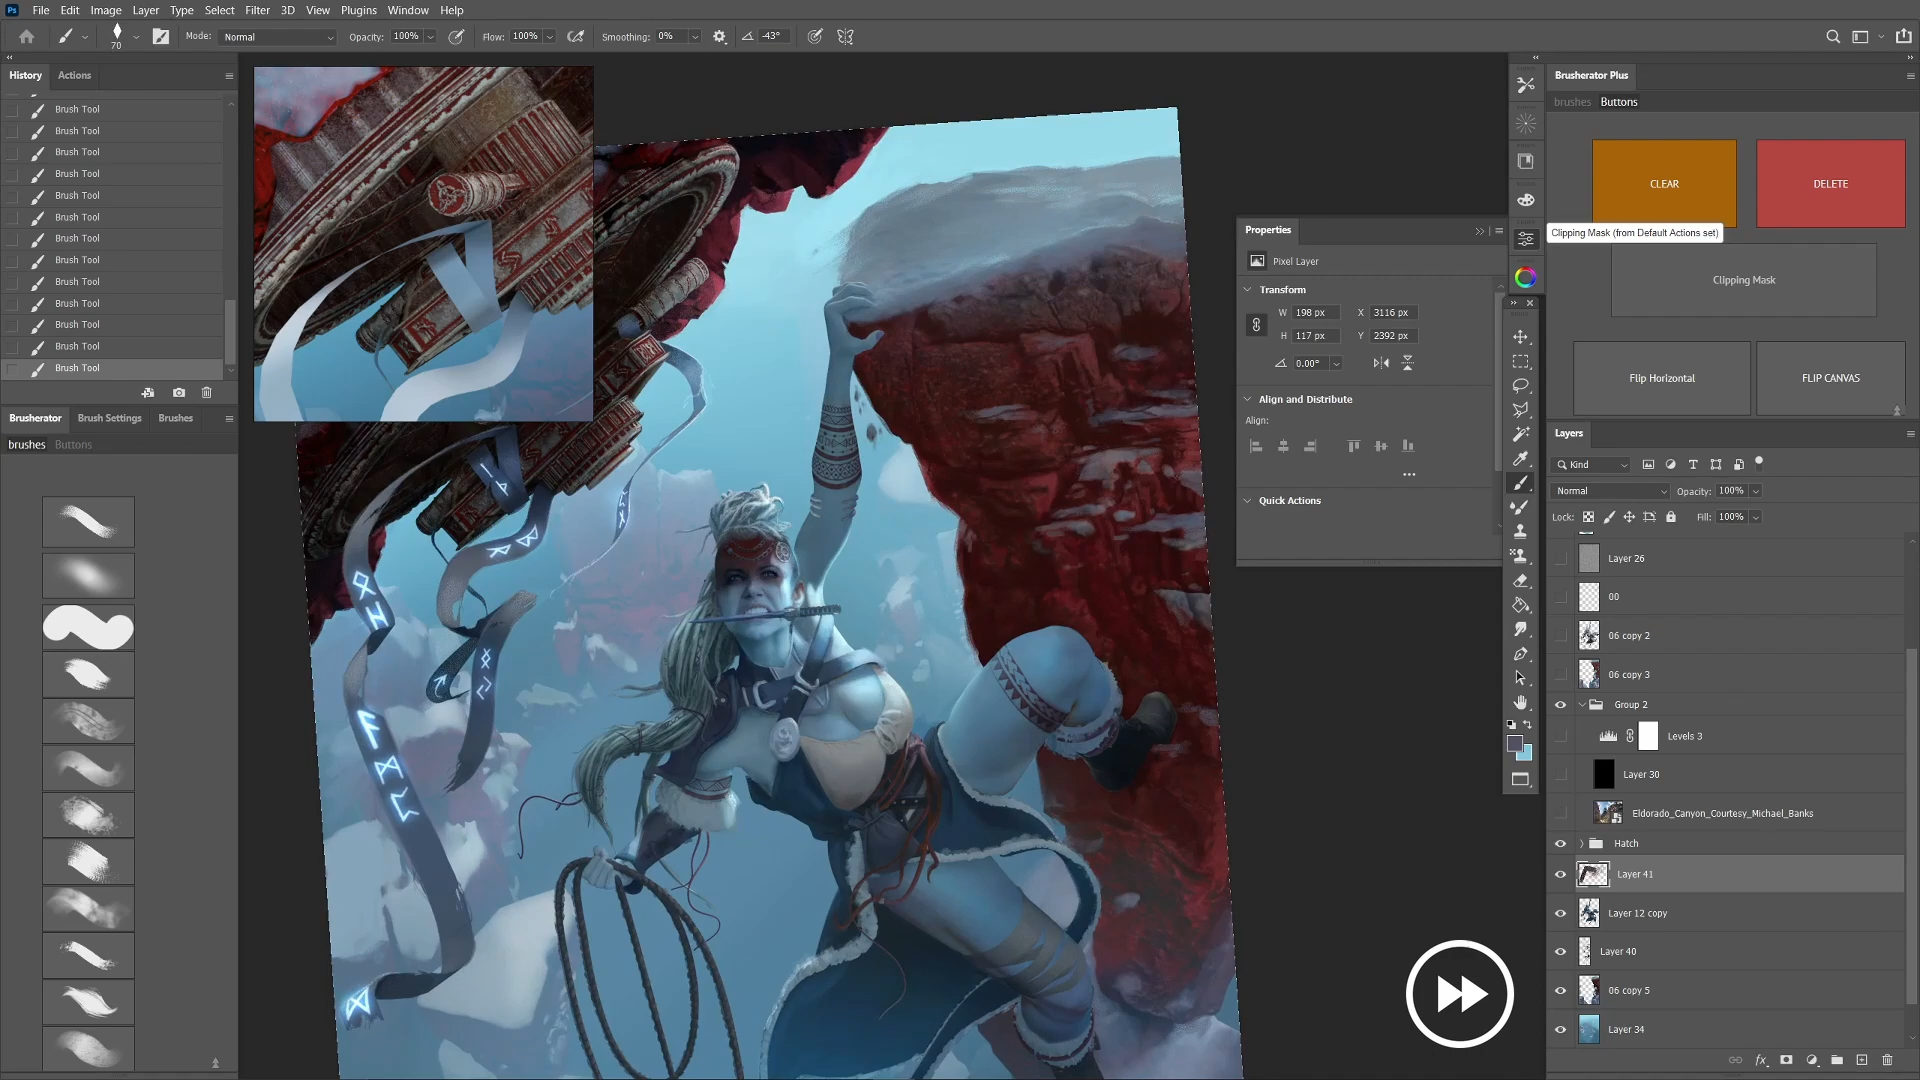 Ps File Edit Image Layer Type Select Filter 3D View Plugins Window Help
70 Mode: Normal Opacity: 100% Flow: 100% Smoothing: 0% -43°
History Actions
Brush Tool
Brush Tool
Brush Tool
Brush Tool
Brush Tool
Brush Tool
Brush Tool
Brush Tool
Brush Tool
Brush Tool
Brush Tool
Brush Tool
Brush Tool
Brusherator Brush Settings Brushes
brushes Buttons
Properties
Pixel Layer
Transform
W 198 px X 3116 px
H 117 px Y 2392 px
0.00°
Align and Distribute
Align:
Quick Actions
Brusherator Plus
brushes Buttons
CLEAR DELETE
Clipping Mask (from Default Actions set)
Clipping Mask
Flip Horizontal FLIP CANVAS
Layers
Kind
Normal Opacity: 100%
Lock: Fill: 100%
Layer 26
00
06 copy 2
06 copy 3
Group 2
Levels 3
Layer 30
Eldorado_Canyon_Courtesy_Michael_Banks
Hatch
Layer 41
Layer 12 copy
Layer 40
06 copy 5
Layer 34
fx